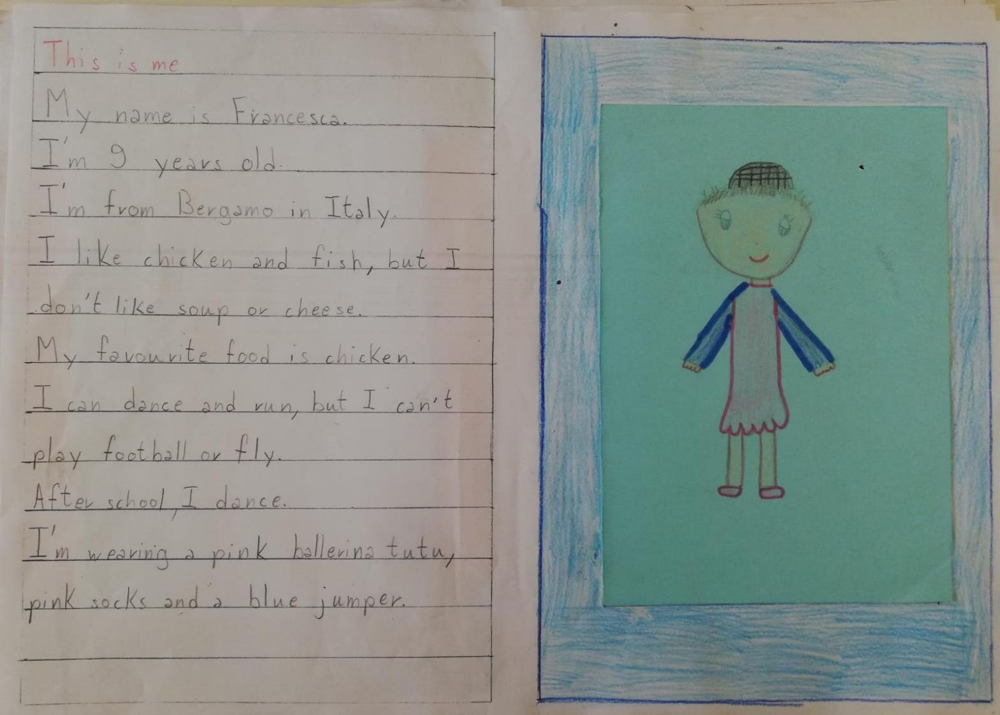 This is me
My name is Francesca.
I'm 9 years old.
I'm from Bergamo in Italy.
I like chicken and fish, but I
don't like soup or cheese.
My favourite food is chicken.
I can dance and run, but I can't
play football or fly.
After school, I dance.
I'm wearing a pink ballerina tutu,
pink socks and a blue jumper.